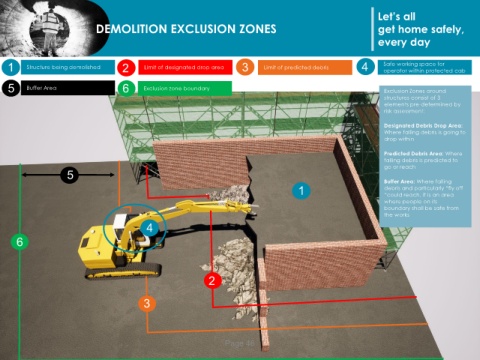 DEMOLITION EXCLUSION ZONES
Let's all
get home safely,
every day
1 Structure being demolished
2 Limit of designated drop area
3 Limit of predicted debris
4 Safe working space for
operator within protected cab
5 Buffer Area
6 Exclusion zone boundary
Exclusion Zones around
structures consist of 3
elements pre-determined by
risk assessment:
Designated Debris Drop Area:
Where falling debris is going to
drop within
Predicted Debris Area: Where
falling debris is predicted to
go or reach
Buffer Area: Where falling
debris and particularly "fly off"
could reach. It is an area
where people on its
boundary shall be safe from
the works
5
1
4
6
2
3
Page 46